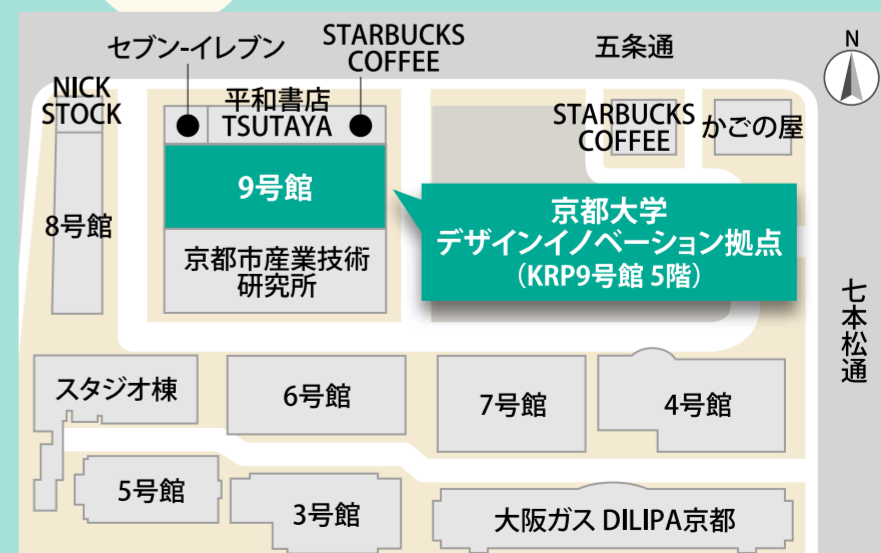 セブン-イレブン
STARBUCKS
COFFEE
五条通
N
NICK
STOCK
平和書店
TSUTAYA
STARBUCKS
COFFEE
かごの屋
9号館
8号館
京都市産業技術
研究所
京都大学
デザインイノベーション拠点
（KRP9号館 5階）
七本松通
スタジオ棟
6号館
7号館
4号館
5号館
3号館
大阪ガス DILIPA京都